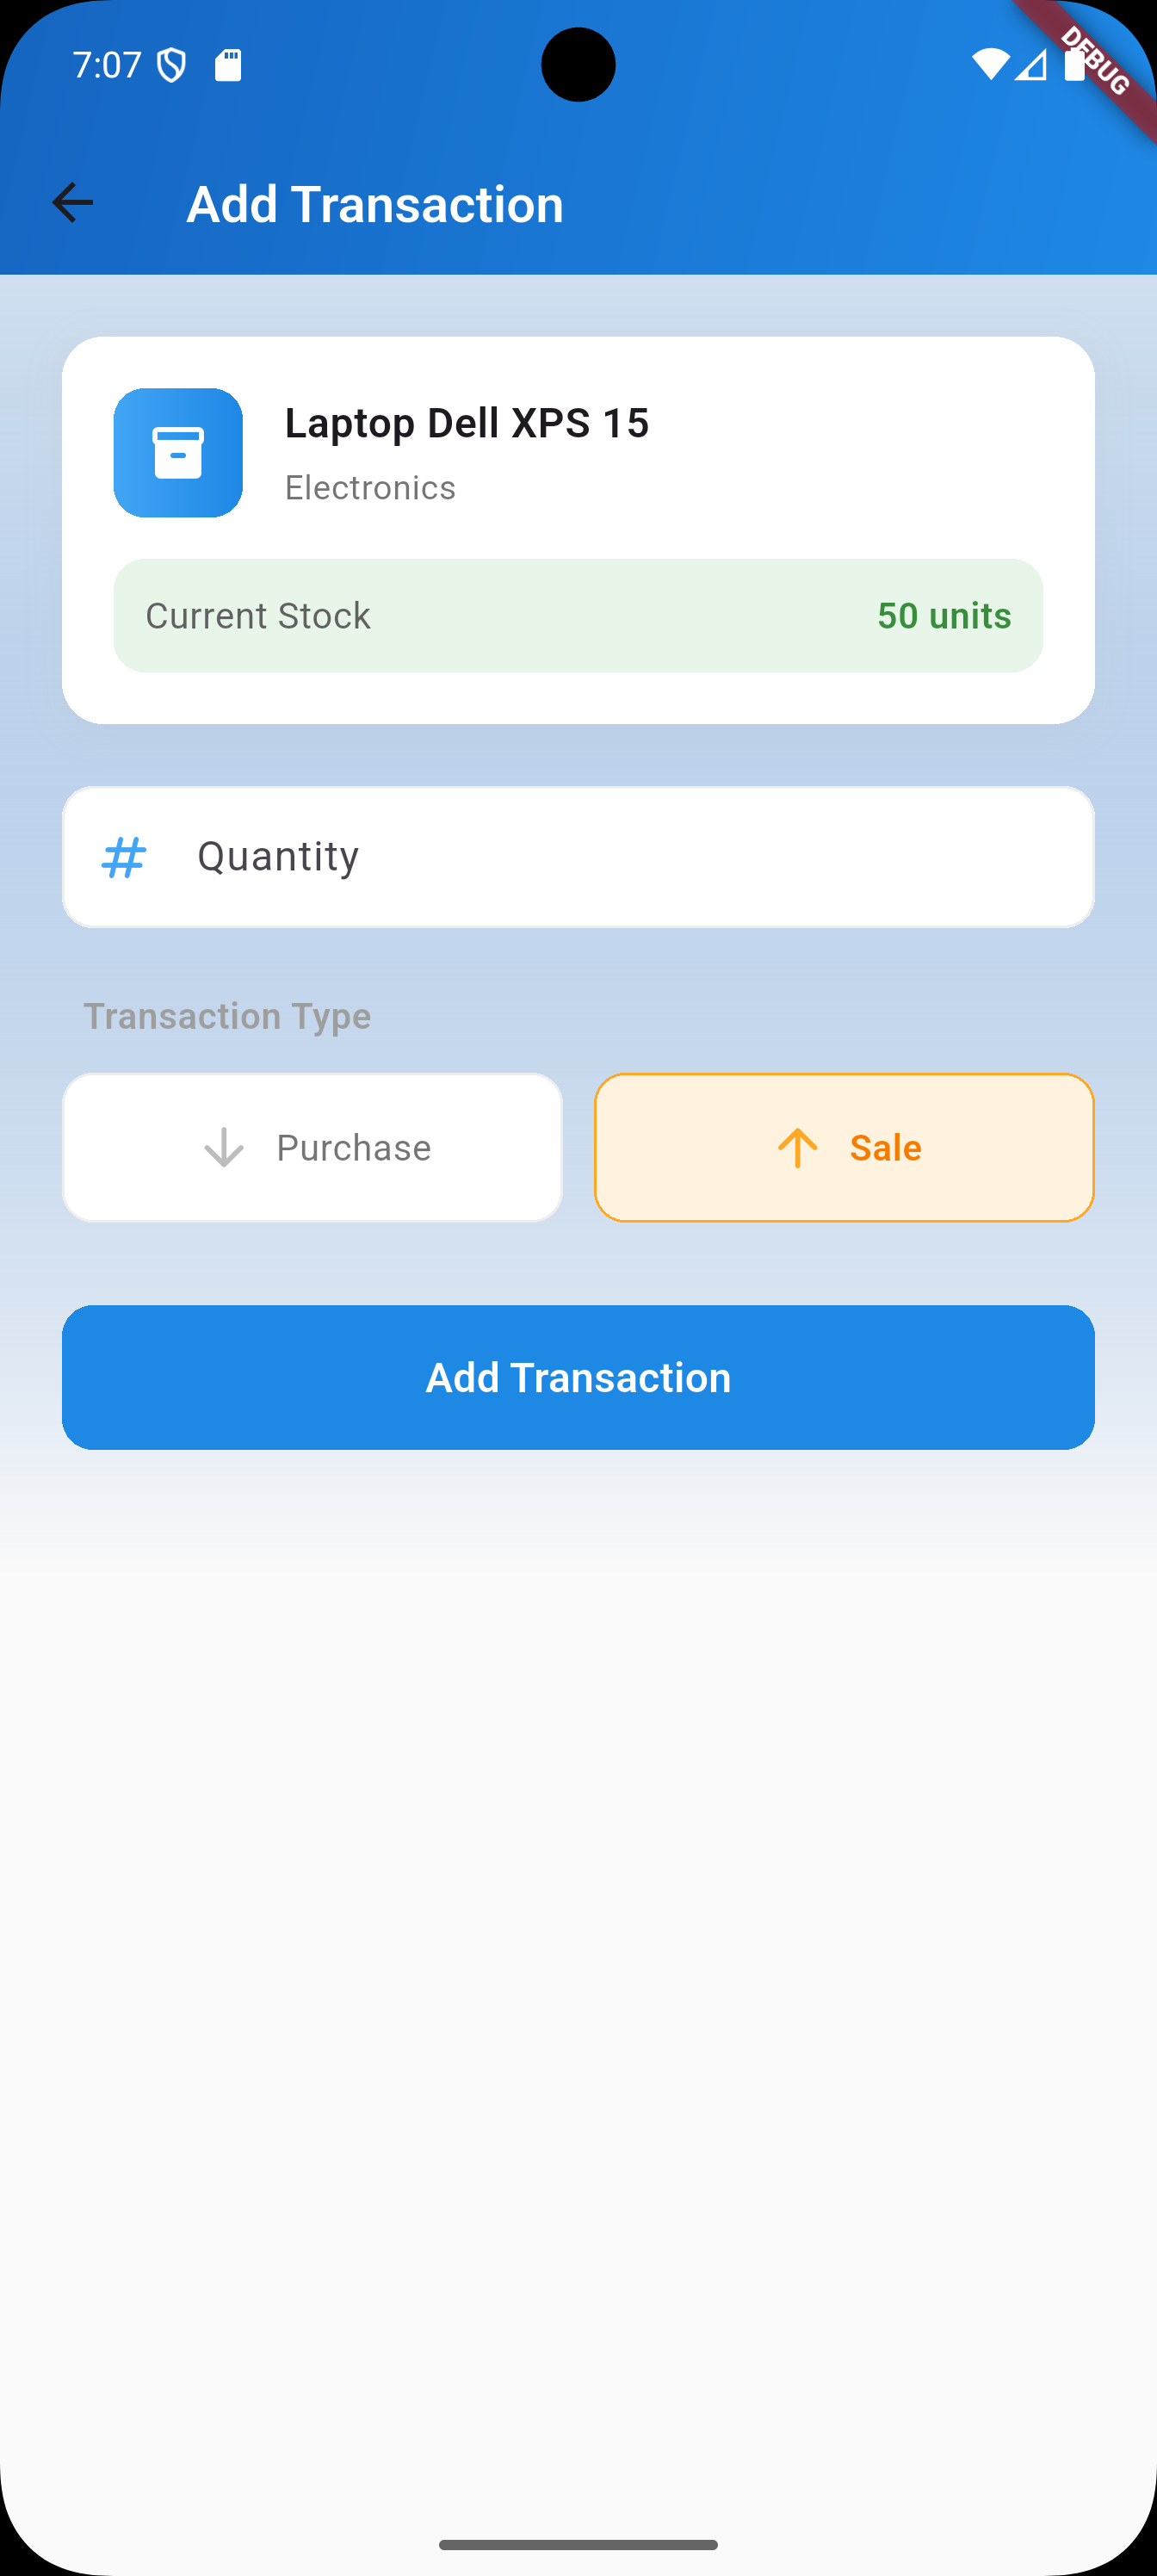 7:07
DEBUG
Add Transaction
Laptop Dell XPS 15
Electronics
Current Stock 50 units
Quantity
Transaction Type
Purchase Sale
Add Transaction